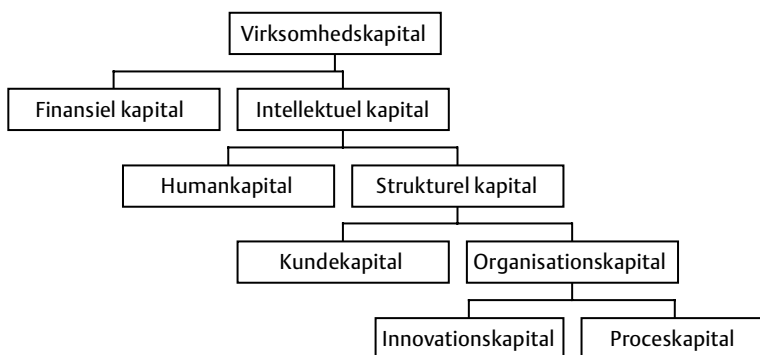 Virksomhedskapital
Finansiel kapital
Intellektuel kapital
Humankapital
Strukturel kapital
Kundekapital
Organisationskapital
Innovationskapital
Proceskapital